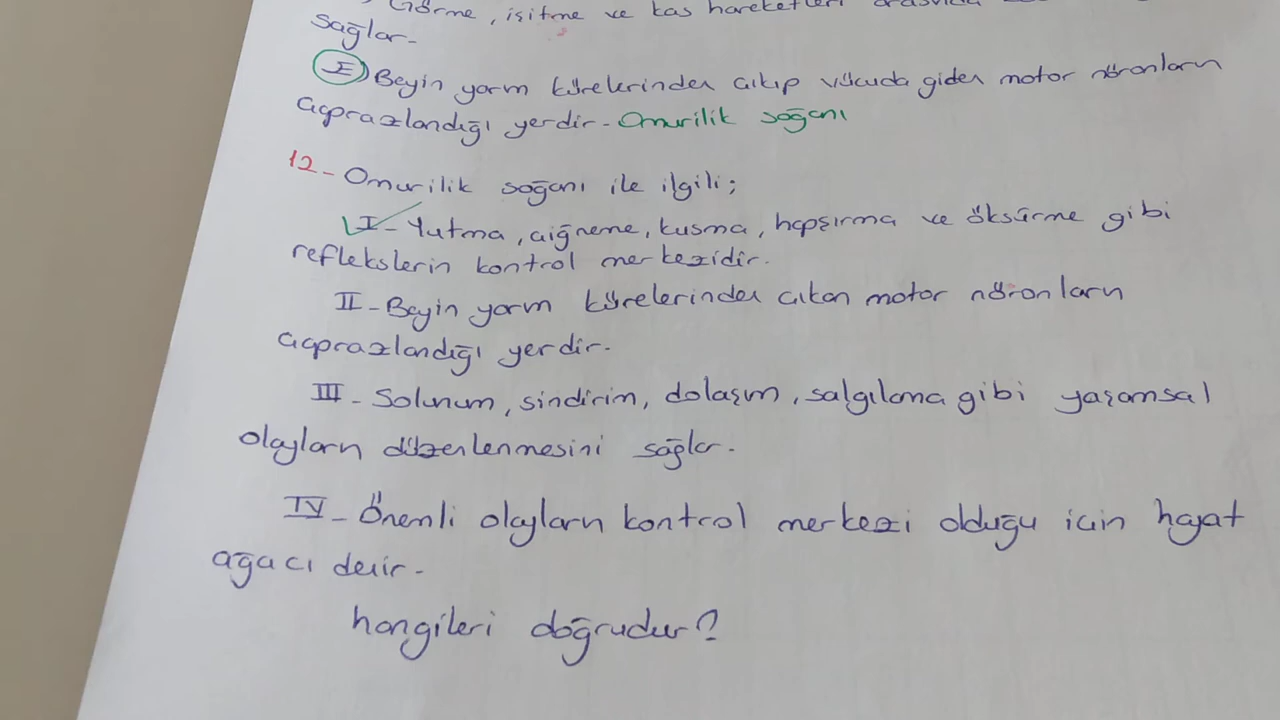 Görme, işitme ve kas hareketleri arasında
sağlar-
E) Beyin yarım kürelerinden çıkıp vücuda giden motor nöronların
çaprazlandığı yerdir- Omurilik soğanı
12- Omurilik soğanı ile ilgili;
I- Yutma, çiğneme, kusma, hapşırma ve öksürme gibi
reflekslerin kontrol merkezidir.
II- Beyin yarım kürelerinden çıkan motor nöronların
çaprazlandığı yerdir-
III- Solunum, sindirim, dolaşım, salgılama gibi yaşamsal
olayların düzenlenmesini sağlar-
IV- Önemli olayların kontrol merkezi olduğu için hayat
ağacı denir-
hangileri doğrudur?